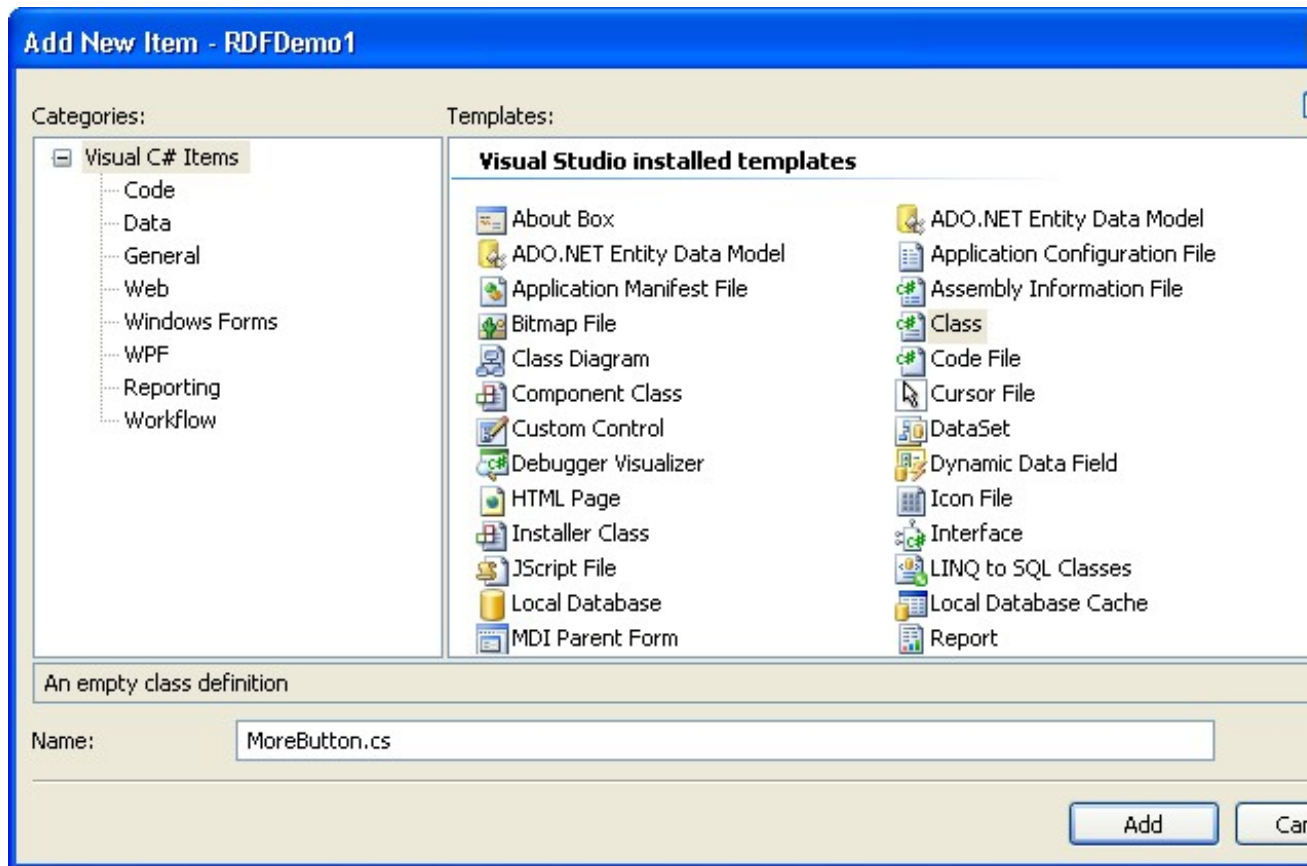 Add New Item - RDFDemo1
Categories:
Templates:
Visual C# Items
Code
Data
General
Web
Windows Forms
WPF
Reporting
Workflow
Visual Studio installed templates
About Box
ADO.NET Entity Data Model
ADO.NET Entity Data Model
Application Configuration File
Application Manifest File
Assembly Information File
Bitmap File
Class
Class Diagram
Code File
Component Class
Cursor File
Custom Control
DataSet
Debugger Visualizer
Dynamic Data Field
HTML Page
Icon File
Installer Class
Interface
JScript File
LINQ to SQL Classes
Local Database
Local Database Cache
MDI Parent Form
Report
An empty class definition
Name:
MoreButton.cs
Add